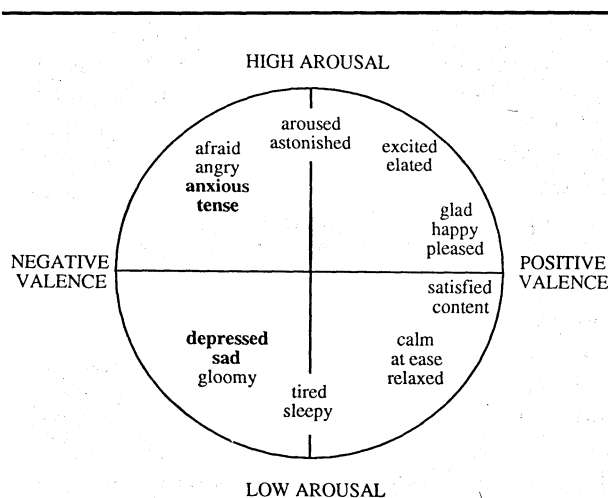 HIGH AROUSAL
aroused
astonished
afraid
angry
anxious
tense
excited
elated
glad
happy
pleased
NEGATIVE
VALENCE
POSITIVE
VALENCE
satisfied
content
depressed
sad
gloomy
calm
at ease
relaxed
tired
sleepy
LOW AROUSAL